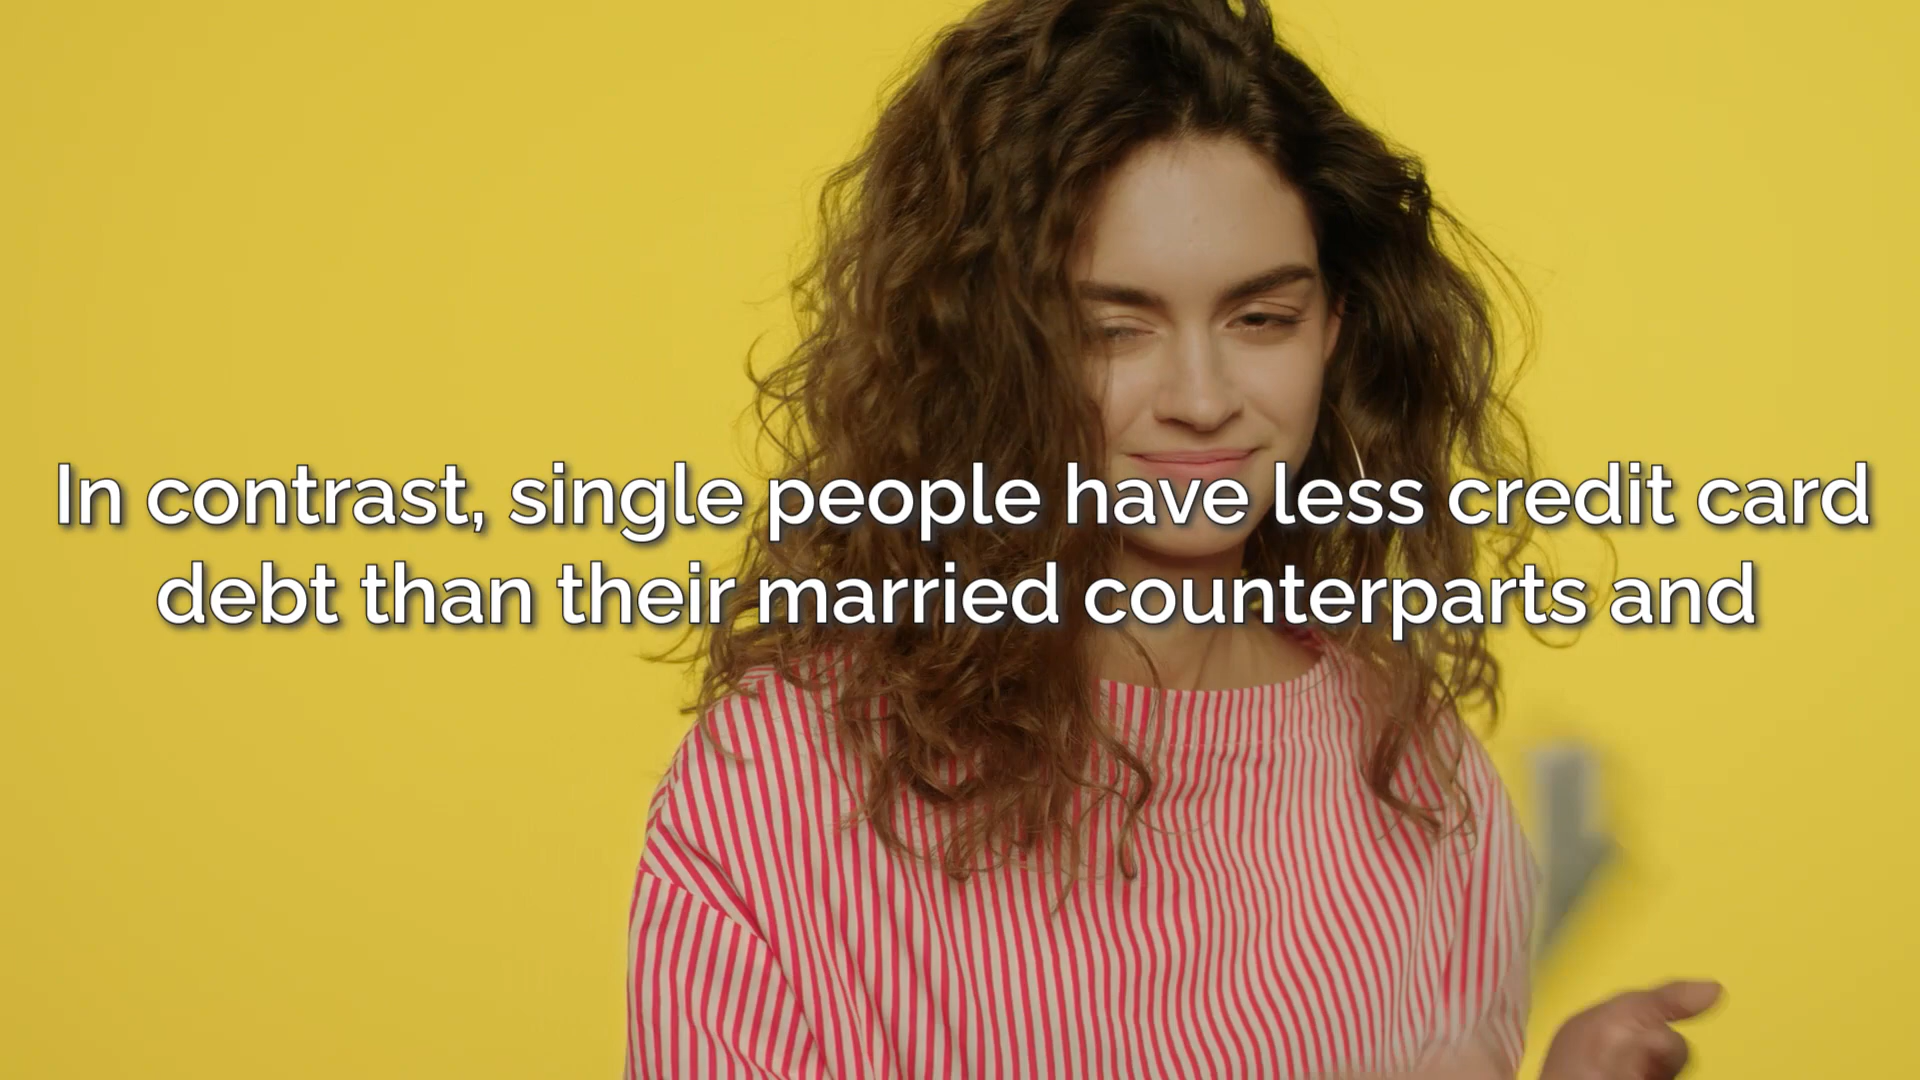 In contrast, single people have less credit card
debt than their married counterparts and